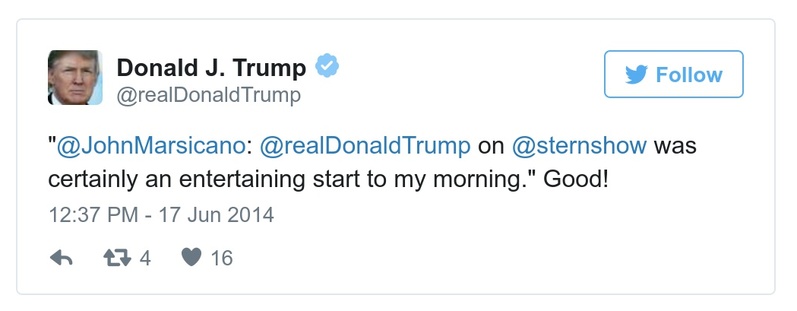 Donald J. Trump
@realDonaldTrump
Follow
"@JohnMarsicano: @realDonaldTrump on @sternshow was
certainly an entertaining start to my morning." Good!
12:37 PM - 17 Jun 2014
4 16